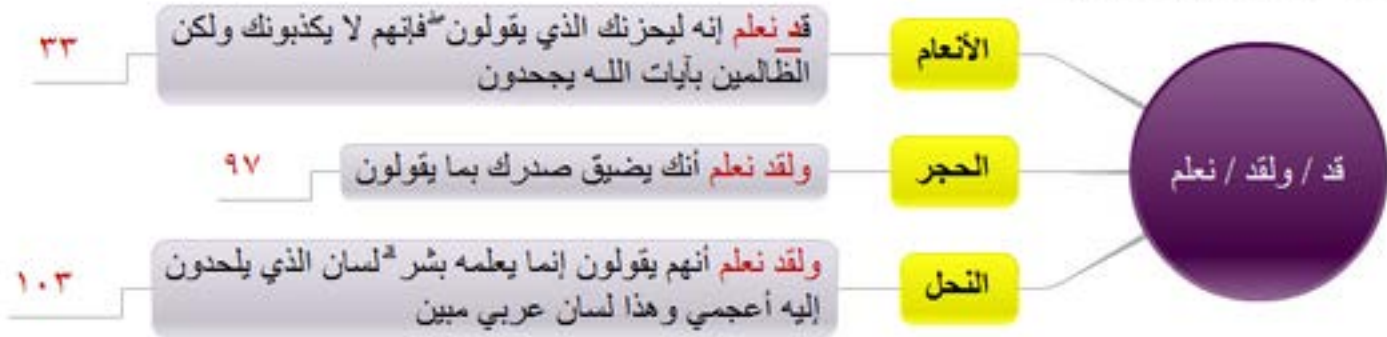 قد / ولقد / نعلم
الأنعام
قد نعلم إنه ليحزنك الذي يقولون ۖ فإنهم لا يكذبونك ولكن
الظالمين بآيات اللـه يجحدون
٣٣
الحجر
ولقد نعلم أنك يضيق صدرك بما يقولون
٩٧
النحل
ولقد نعلم أنهم يقولون إنما يعلمه بشر ۗ لسان الذي يلحدون
إليه أعجمي وهذا لسان عربي مبين
١٠٣